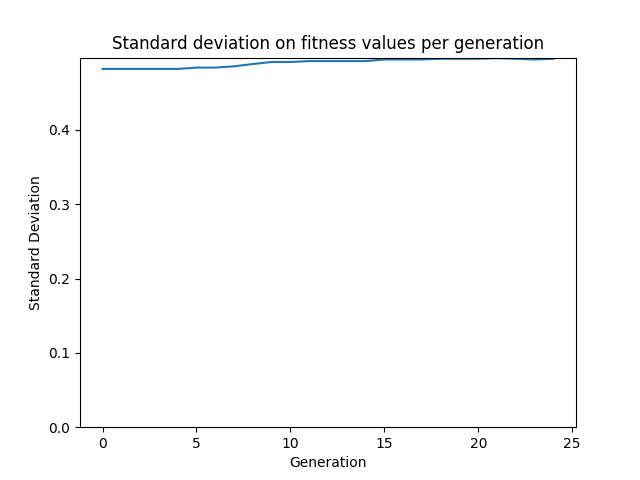 Standard deviation on fitness values per generation
Standard Deviation
0.4
0.3
0.2
0.1
0.0
0 5 10 15 20 25
Generation